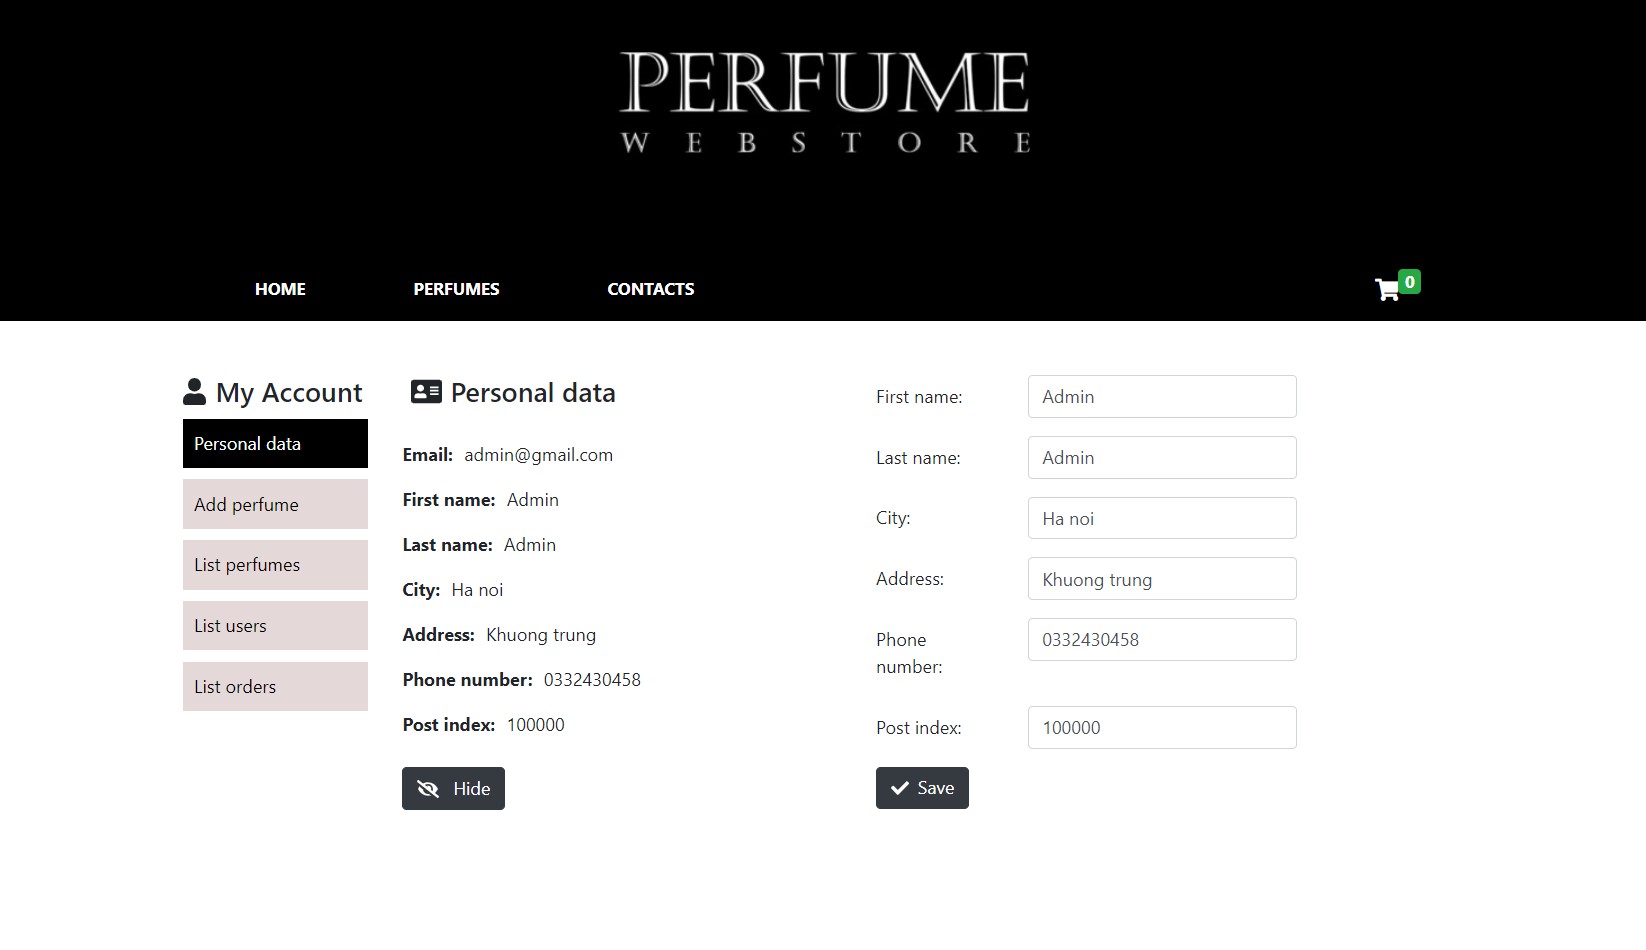 PERFUME
WEBSTORE
HOME PERFUMES CONTACTS 0
My Account
Personal data
Add perfume
List perfumes
List users
List orders
Personal data
Email: admin@gmail.com
First name: Admin
Last name: Admin
City: Ha noi
Address: Khuong trung
Phone number: 0332430458
Post index: 100000
Hide
First name: Admin
Last name: Admin
City: Ha noi
Address: Khuong trung
Phone number: 0332430458
Post index: 100000
Save